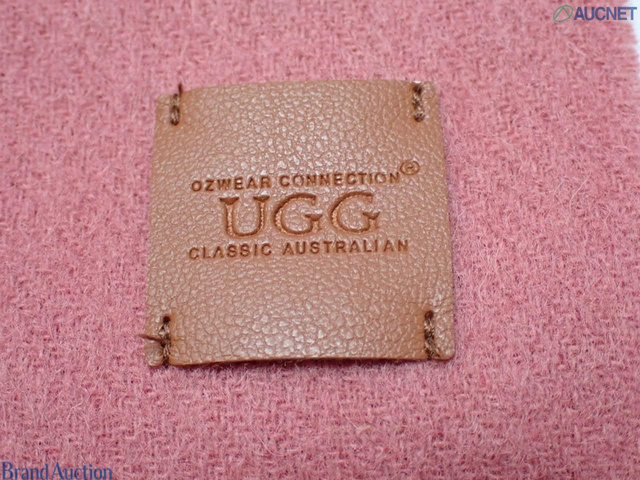 AUCNET
OZWEAR CONNECTION®
UGG
CLASSIC AUSTRALIAN
Brand Auction